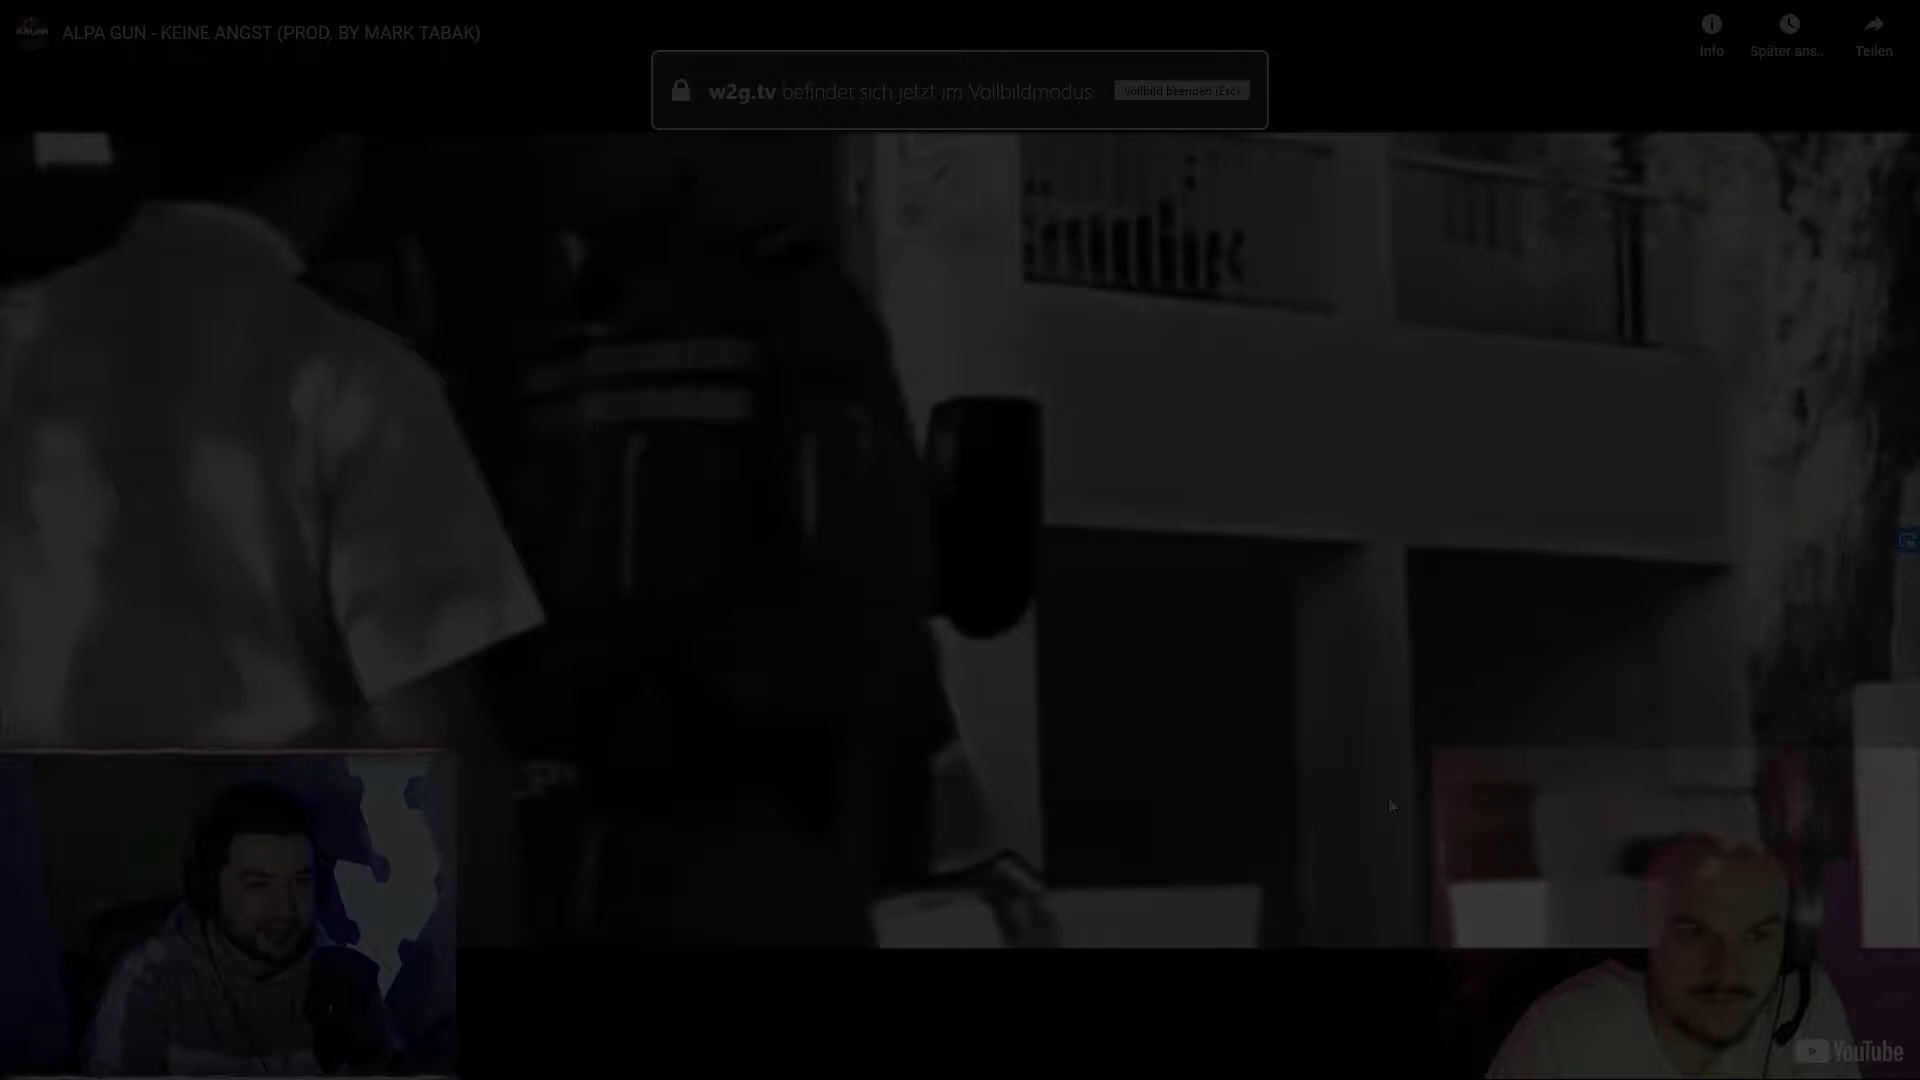 ALPA GUN - KEINE ANGST (PROD. BY MARK TABAK)
Info
Später ans..
Teilen
w2g.tv befindet sich jetzt im Vollbildmodus
Vollbild beenden (Esc)
YouTube